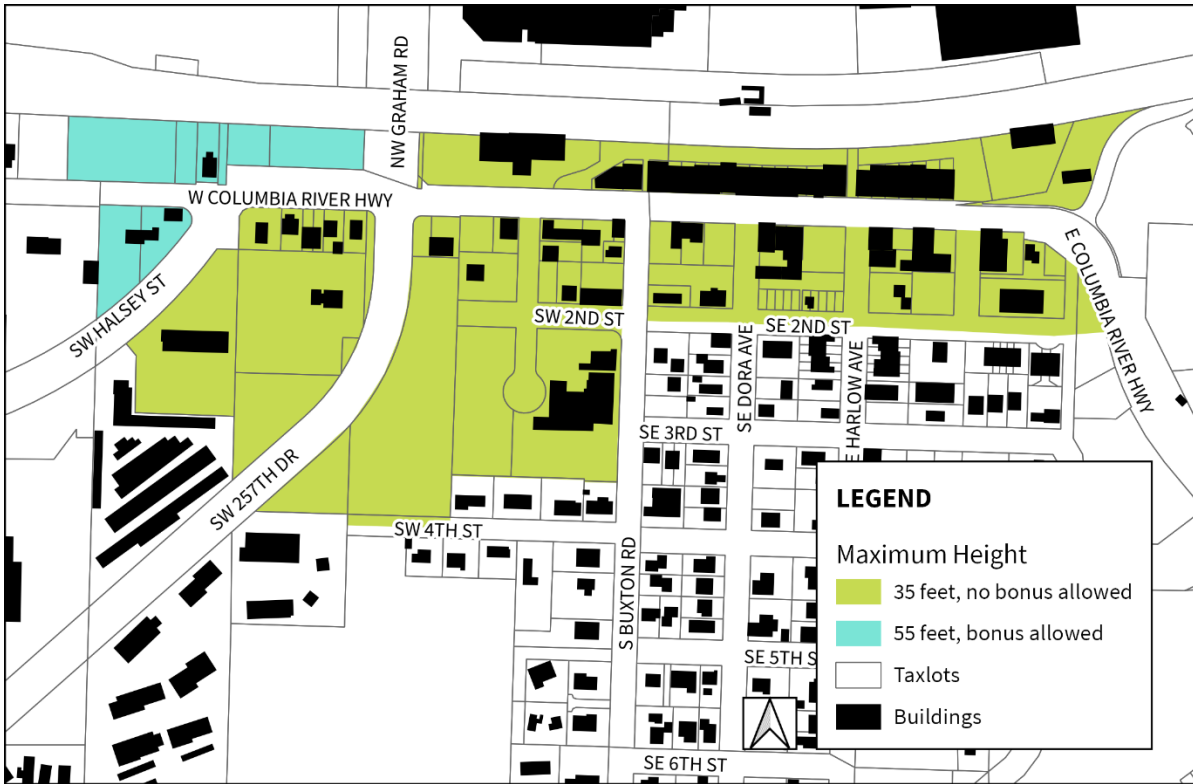 NW GRAHAM RD
W COLUMBIA RIVER HWY
E COLUMBIA RIVER HWY
SW HALSEY ST
SW 2ND ST
SE 2ND ST
SE DORA AVE
HARLOW AVE
SE 3RD ST
SW 257TH DR
SW 4TH ST
S BUXTON RD
SE 5TH S
SE 6TH ST
LEGEND
Maximum Height
35 feet, no bonus allowed
55 feet, bonus allowed
Taxlots
Buildings